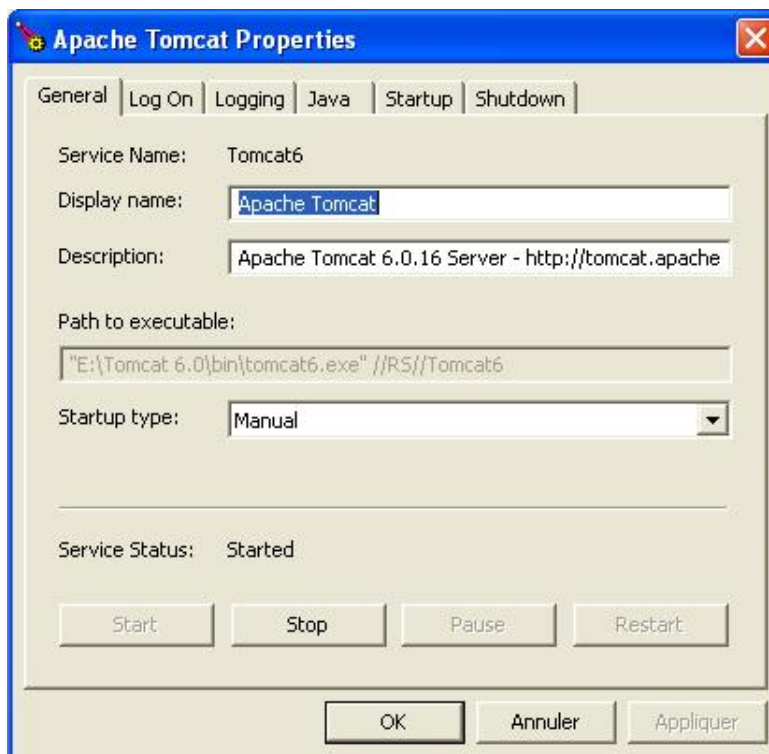 Apache Tomcat Properties
General Log On Logging Java Startup Shutdown
Service Name: Tomcat6
Display name: Apache Tomcat
Description: Apache Tomcat 6.0.16 Server - http://tomcat.apache
Path to executable:
"E:\Tomcat 6.0\bin\tomcat6.exe" //RS//Tomcat6
Startup type: Manual
Service Status: Started
Start Stop Pause Restart
OK Annuler Appliquer